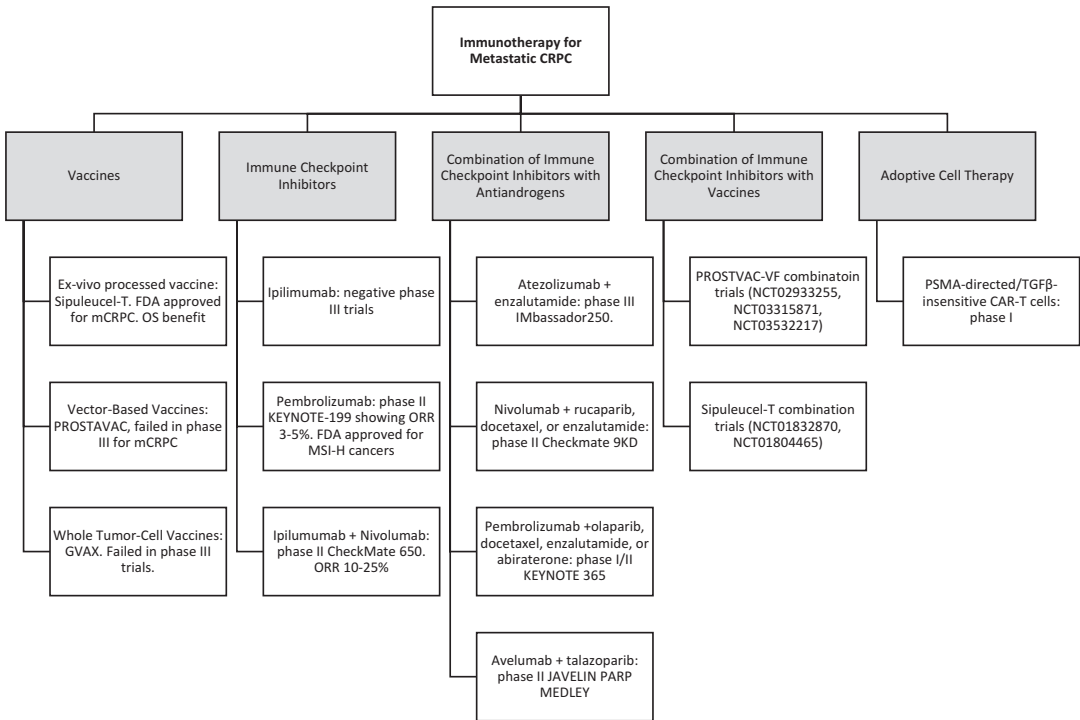 Immunotherapy for
Metastatic CRPC
Vaccines
Immune Checkpoint
Inhibitors
Combination of Immune
Checkpoint Inhibitors with
Antiandrogens
Combination of Immune
Checkpoint Inhibitors with
Vaccines
Adoptive Cell Therapy
Ex-vivo processed vaccine:
Sipuleucel-T. FDA approved
for mCRPC. OS benefit
Vector-Based Vaccines:
PROSTAVAC, failed in phase
III for mCRPC
Whole Tumor-Cell Vaccines:
GVAX. Failed in phase III
trials.
Ipilimumab: negative phase
III trials
Pembrolizumab: phase II
KEYNOTE-199 showing ORR
3-5%. FDA approved for
MSI-H cancers
Ipilumumab + Nivolumab:
phase II CheckMate 650.
ORR 10-25%
Atezolizumab +
enzalutamide: phase III
IMbassador250.
Nivolumab + rucaparib,
docetaxel, or enzalutamide:
phase II Checkmate 9KD
Pembrolizumab +olaparib,
docetaxel, enzalutamide, or
abiraterone: phase I/II
KEYNOTE 365
Avelumab + talazoparib:
phase II JAVELIN PARP
MEDLEY
PROSTVAC-VF combinatoin
trials (NCT02933255,
NCT03315871,
NCT03532217)
Sipuleucel-T combination
trials (NCT01832870,
NCT01804465)
PSMA-directed/TGFβ-
insensitive CAR-T cells:
phase I